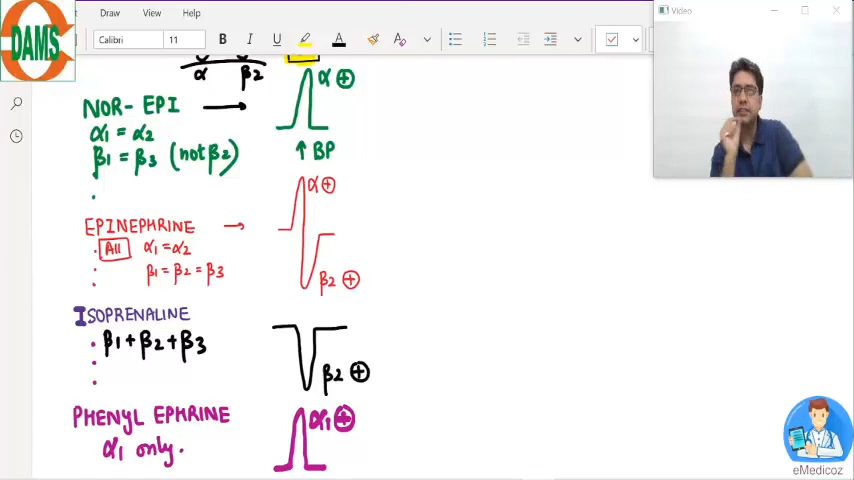 DAMS
Draw
View
Help
Video
Calibri
11
B
I
U
A
A
α
β2
NOR- EPI
α1 = α2
β1 = β3 (not β2)
α +
↑ BP
EPINEPHRINE →
All α1 = α2
β1 = β2 = β3
α +
β2 +
ISOPRENALINE
β1 + β2 + β3
β2 +
PHENYL EPHRINE
α1 only.
α1 +
eMedicoz